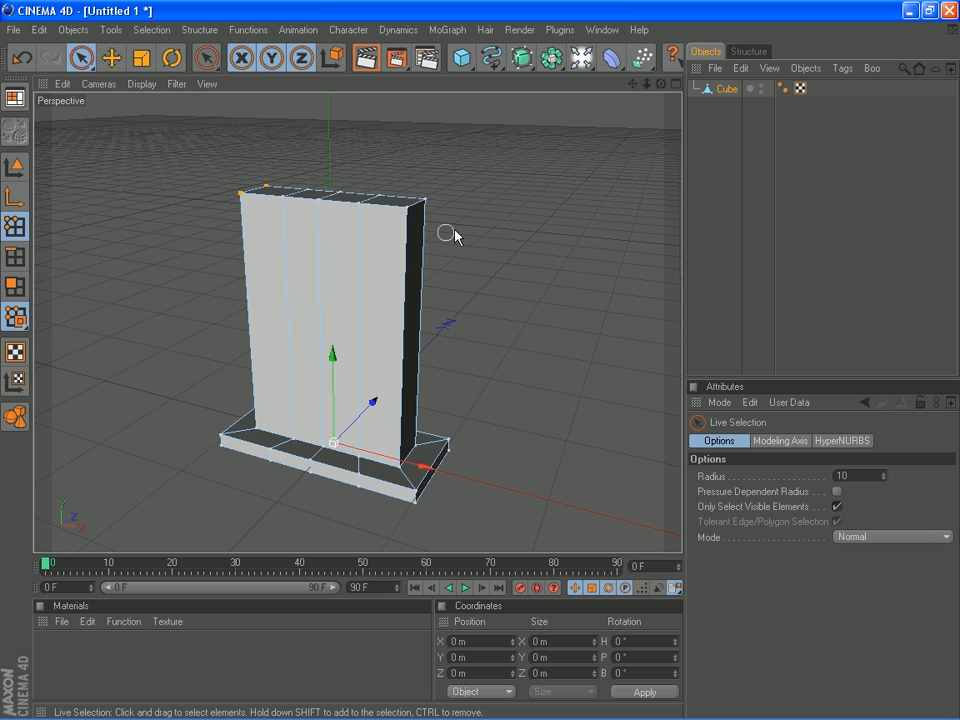 CINEMA 4D - [Untitled 1 *]
File Edit Objects Tools Selection Structure Functions Animation Character Dynamics MoGraph Hair Render Plugins Window Help
X Y Z ?
Objects Structure
File Edit View Objects Tags Boo
Edit Cameras Display Filter View
Perspective
Cube
Z
Y
Z
X
Attributes
Mode Edit User Data
Live Selection
Options Modeling Axis HyperNURBS
Options
Radius 10
Pressure Dependent Radius
Only Select Visible Elements
Tolerant Edge/Polygon Selection
Mode Normal
0 10 20 30 40 50 60 70 80 90 0 F
0 F 0 F 90 F 90 F
Materials
File Edit Function Texture
Coordinates
Position Size Rotation
X 0 m X 0 m H 0 °
Y 0 m Y 0 m P 0 °
Z 0 m Z 0 m B 0 °
Object Size Apply
MAXON
CINEMA 4D
Live Selection: Click and drag to select elements. Hold down SHIFT to add to the selection, CTRL to remove.